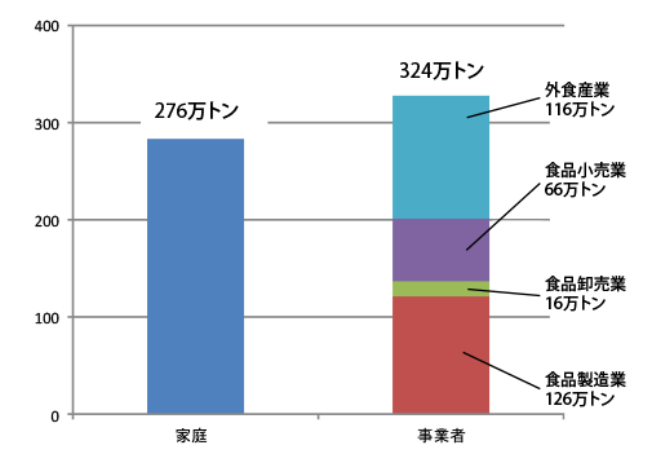 400
300
200
100
0
276万トン
324万トン
外食産業
116万トン
食品小売業
66万トン
食品卸売業
16万トン
食品製造業
126万トン
家庭
事業者